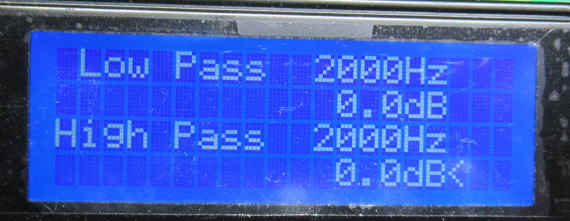 Low Pass 2000Hz
0.0dB
High Pass 2000Hz
0.0dB<